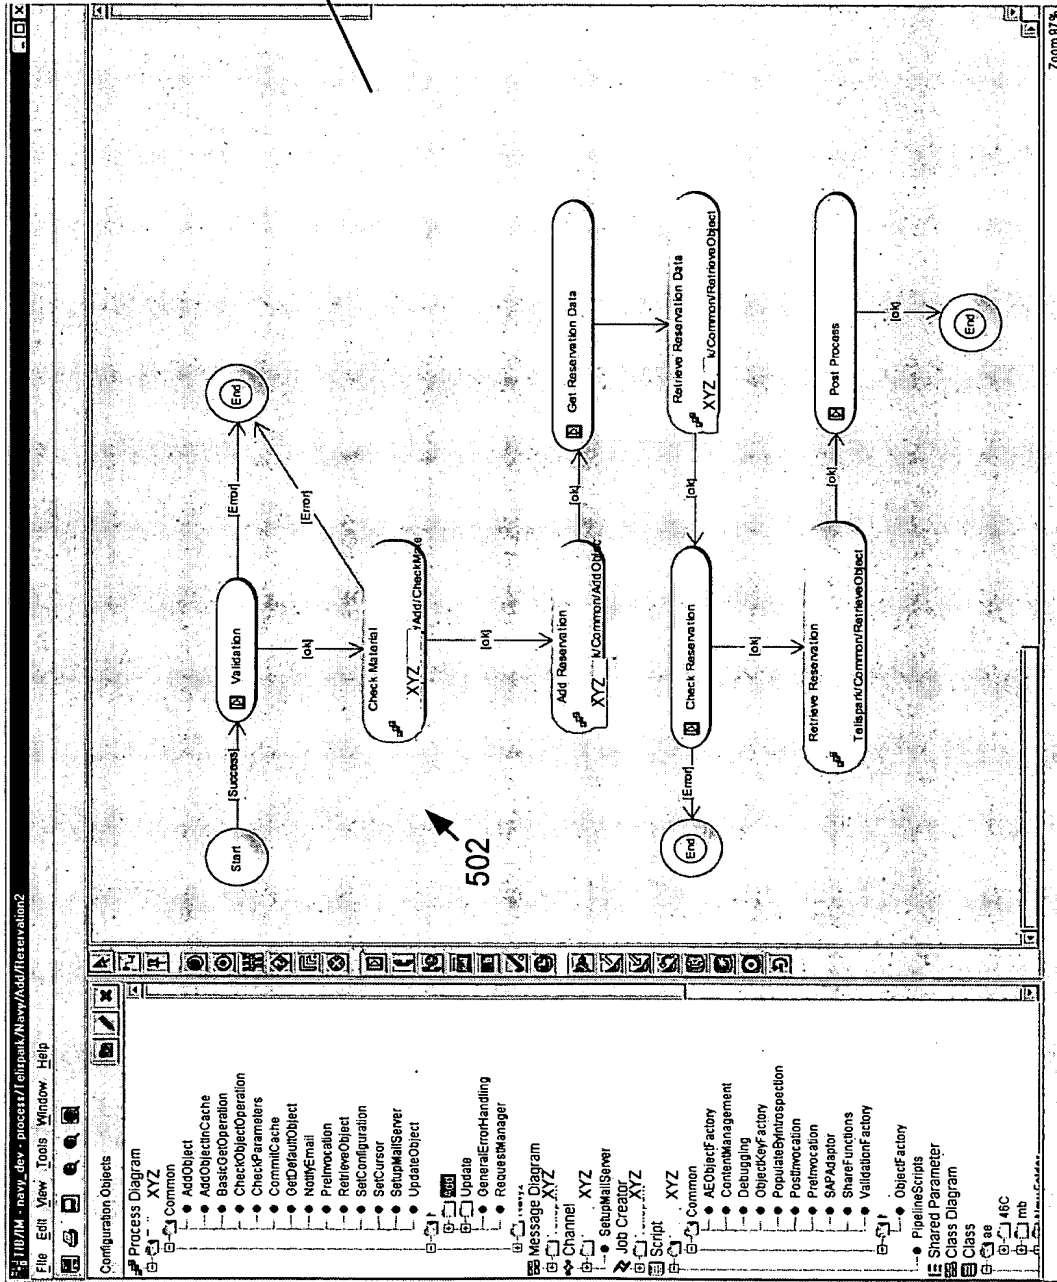 TIB/IM - navy_dev - process/Telispark/Navy/Add/Reservation2
File Edit View Tools Window Help
Configuration Objects
Process Diagram
XYZ
Common
AddObject
AddObjectInCache
BasicGetOperation
CheckObjectOperation
CheckParameters
CommitCache
GetDefaultObject
NotifyEmail
PreInvocation
RetrieveObject
SetConfiguration
SetCursor
SetupMailServer
UpdateObject
Add
Update
GeneralErrorHandling
RequestManager
Message Diagram
XYZ
Channel
XYZ
SetupMailServer
Job Creator
XYZ
Script
XYZ
Common
AEObjectFactory
ContentManagement
Debugging
ObjectKeyFactory
PopulateByIntrospection
PostInvocation
PreInvocation
SAPAdaptor
ShareFunctions
ValidationFactory
ObjectFactory
PipelineScripts
Shared Parameter
Class Diagram
Class
ae
46C
mb
Start
[Success]
Validation
[Error]
End
[ok]
[Error]
Check Material
XYZ /Add/CheckMate
[ok]
502
Add Reservation
XYZ k/Common/AddObjec
[ok]
Get Reservation Data
Retrieve Reservation Data
XYZ k/Common/RetrieveObject
[ok]
Check Reservation
[Error]
End
[ok]
Retrieve Reservation
Telispark/Common/RetrieveObject
[ok]
Post Process
[ok]
End
Zoom 87%